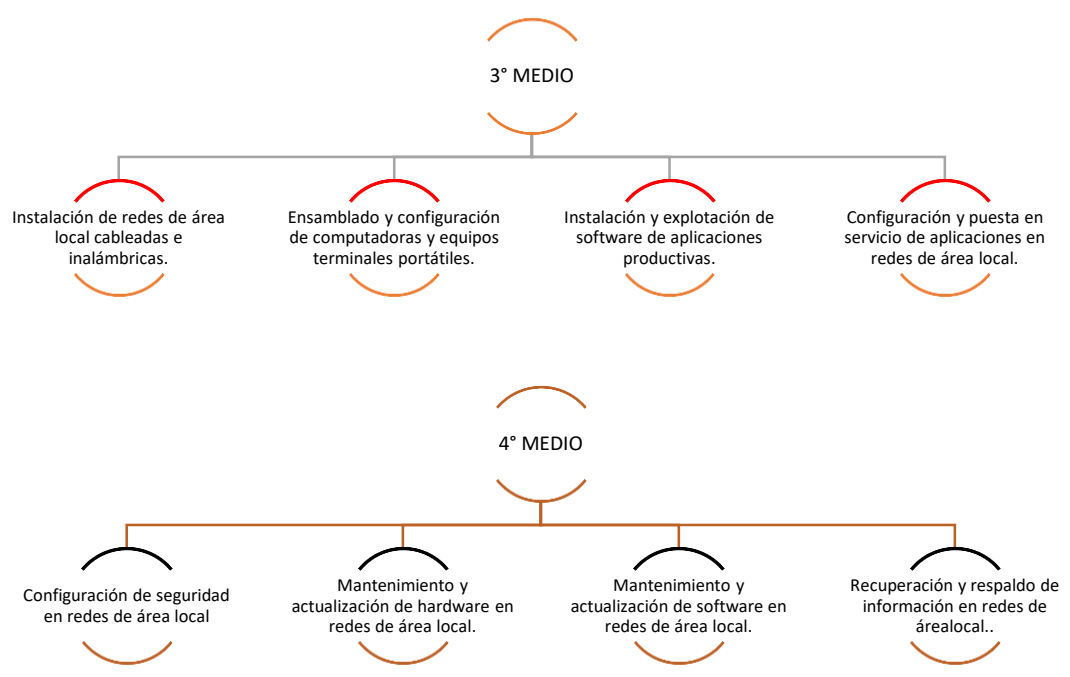 3° MEDIO
Instalación de redes de área
local cableadas e
inalámbricas.
Ensamblado y configuración
de computadoras y equipos
terminales portátiles.
Instalación y explotación de
software de aplicaciones
productivas.
Configuración y puesta en
servicio de aplicaciones en
redes de área local.
4° MEDIO
Configuración de seguridad
en redes de área local
Mantenimiento y
actualización de hardware en
redes de área local.
Mantenimiento y
actualización de software en
redes de área local.
Recuperación y respaldo de
información en redes de
árealocal..